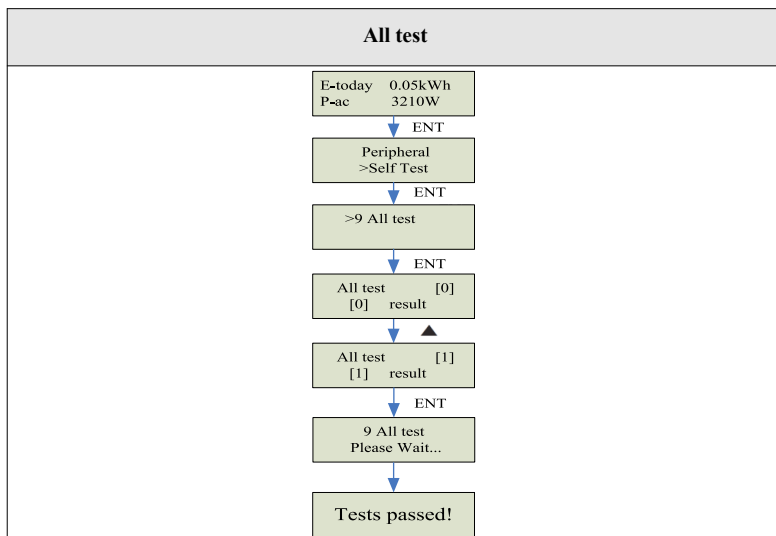 All test
E-today 0.05kWh
P-ac 3210W
ENT
Peripheral
>Self Test
ENT
>9 All test
ENT
All test [0]
[0] result
▲
All test [1]
[1] result
ENT
9 All test
Please Wait...
Tests passed!